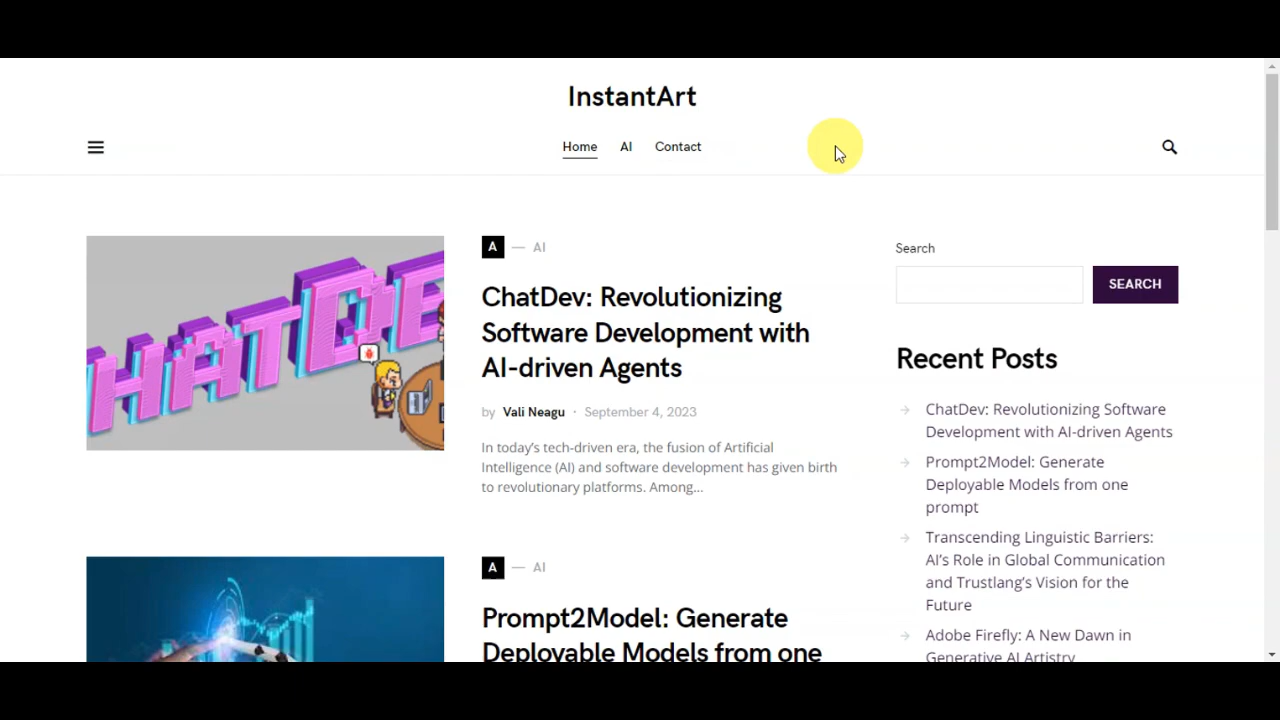 InstantArt
Home AI Contact
A — AI
ChatDev: Revolutionizing
Software Development with
AI-driven Agents
by Vali Neagu · September 4, 2023
In today's tech-driven era, the fusion of Artificial
Intelligence (AI) and software development has given birth
to revolutionary platforms. Among…
HATDE
A — AI
Prompt2Model: Generate
Deployable Models from one
Search
SEARCH
Recent Posts
ChatDev: Revolutionizing Software
Development with AI-driven Agents
Prompt2Model: Generate
Deployable Models from one
prompt
Transcending Linguistic Barriers:
AI's Role in Global Communication
and Trustlang's Vision for the
Future
Adobe Firefly: A New Dawn in
Generative AI Artistry